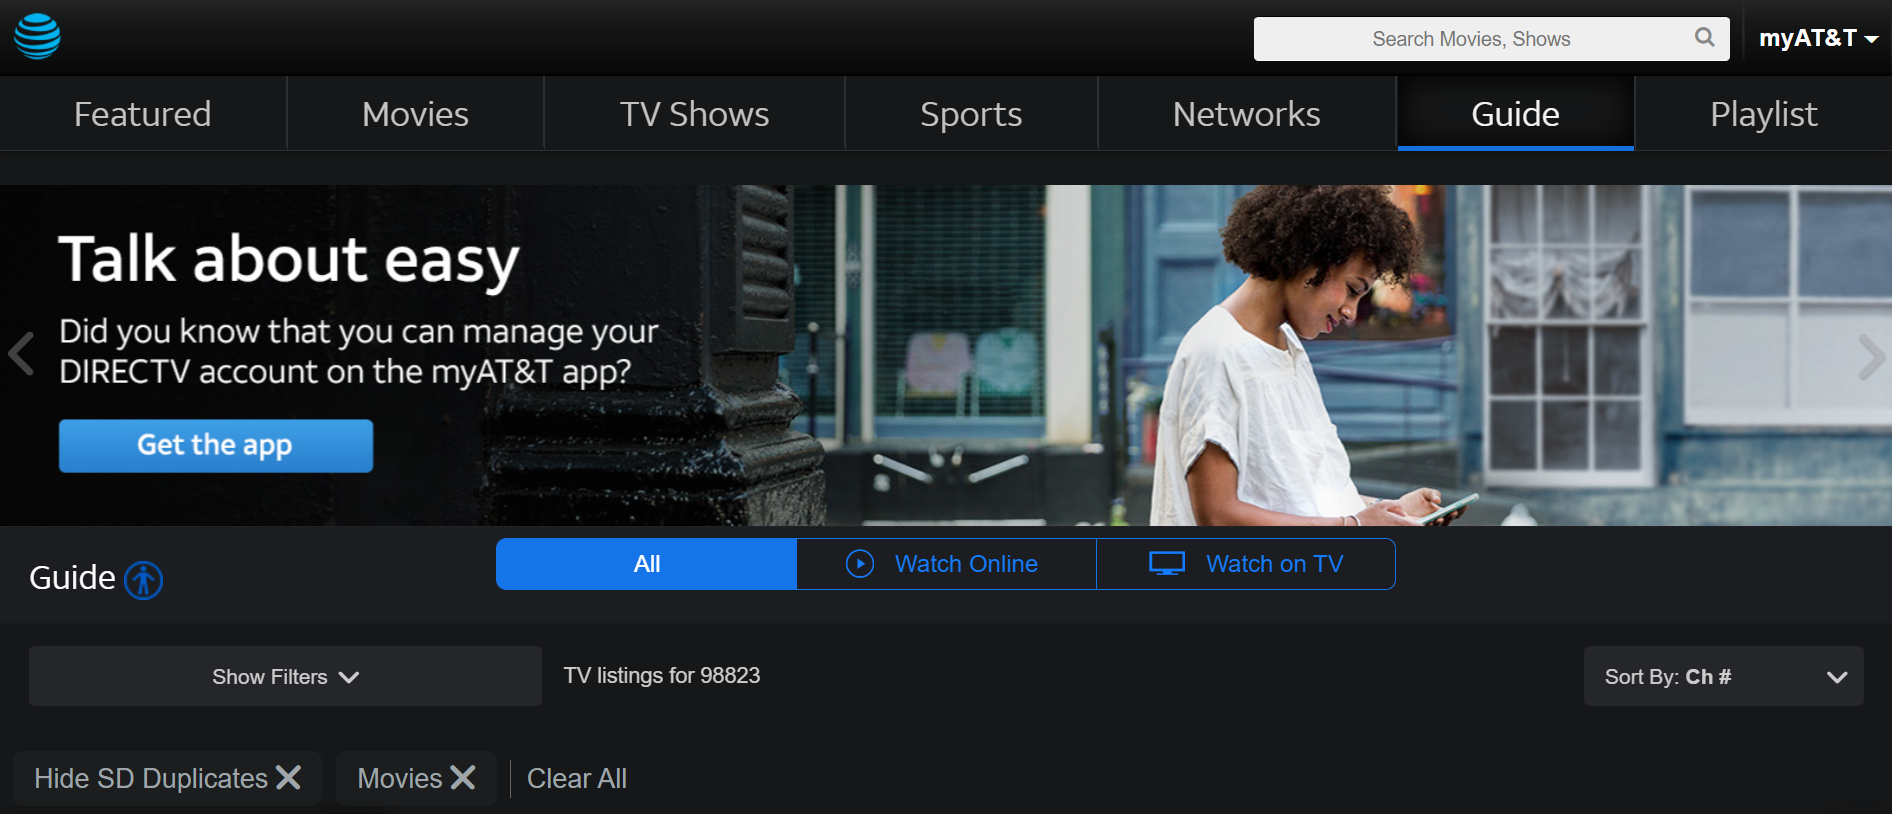 Search Movies, Shows
myAT&T
Featured
Movies
TV Shows
Sports
Networks
Guide
Playlist
Talk about easy
Did you know that you can manage your
DIRECTV account on the myAT&T app?
Get the app
Guide
All
Watch Online
Watch on TV
Show Filters
TV listings for 98823
Sort By: Ch #
Hide SD Duplicates
Movies
Clear All